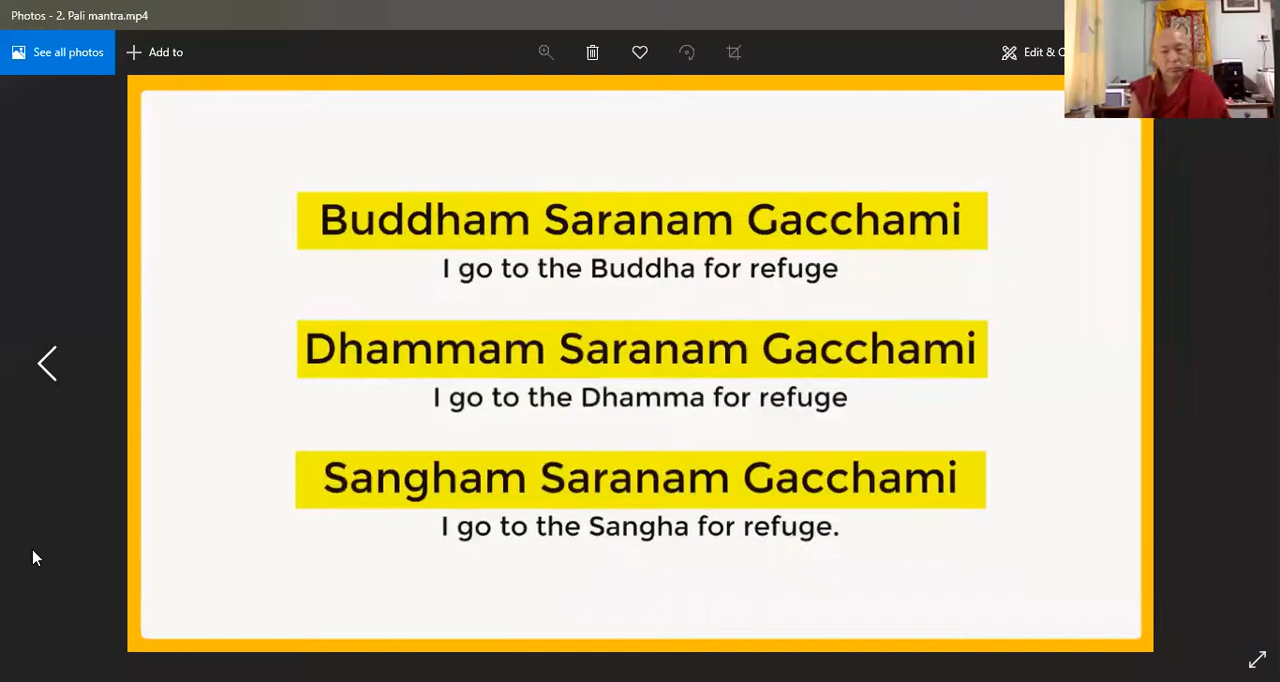 Photos - 2. Pali mantra.mp4
See all photos
Add to
Edit &
Buddham Saranam Gacchami
I go to the Buddha for refuge
Dhammam Saranam Gacchami
I go to the Dhamma for refuge
Sangham Saranam Gacchami
I go to the Sangha for refuge.